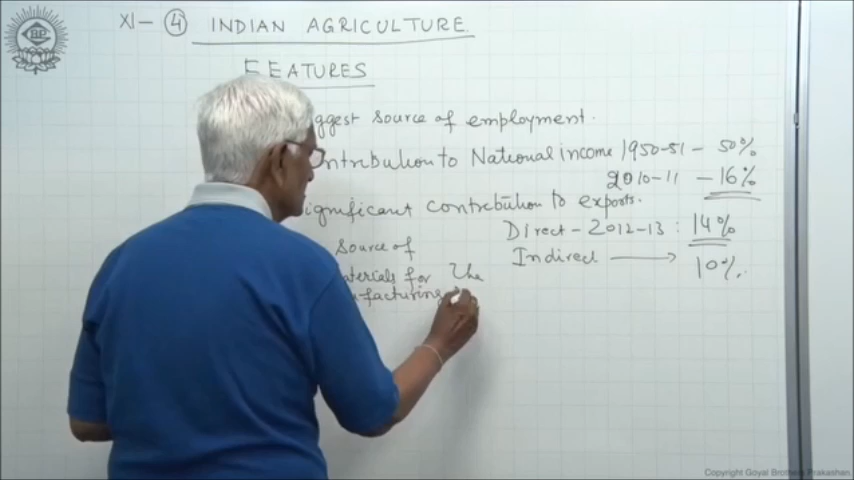 XI- 4 INDIAN AGRICULTURE
FEATURES
ggest source of employment.
ntribution to National income 1950-51 - 50%
2010-11 - 16%
ignificant contribution to exports.
Direct - 2012-13 : 14%
Indirect → 10%.
source of
aterials for the
facturing
Copyright Goyal Brothers Prakashan